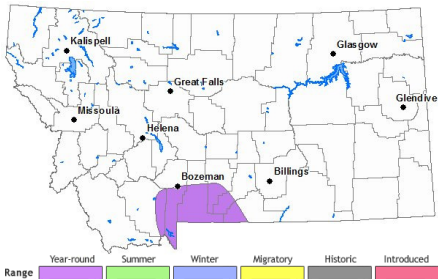 Kalispell
Glasgow
Great Falls
Glendive
Missoula
Helena
Bozeman
Billings
Year-round Summer Winter Migratory Historic Introduced
Range